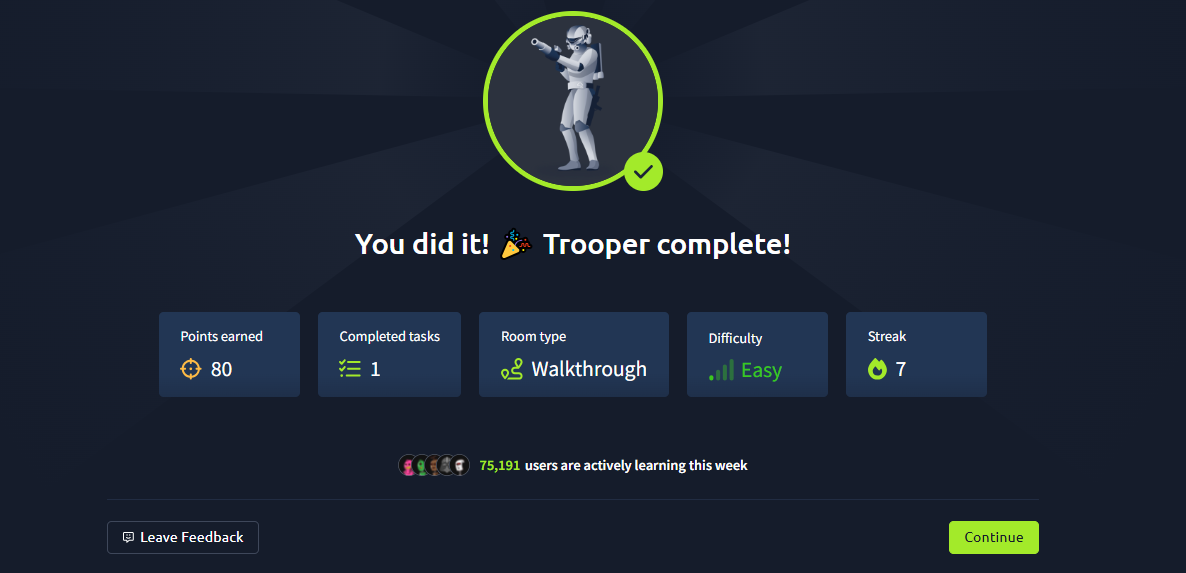 You did it! 🎉 Trooper complete!
Points earned
80
Completed tasks
1
Room type
Walkthrough
Difficulty
Easy
Streak
7
75,191 users are actively learning this week
Leave Feedback
Continue